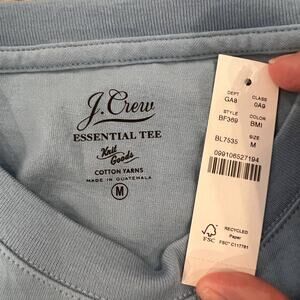 J.Crew
ESSENTIAL TEE
Knit
Goods
COTTON YARNS
MADE IN GUATEMALA
M
DEPT CLASS
GA8 0A9
STYLE COLOR
BF369 BMI
SIZE
BL7535 M
099106527194
FSC
RECYCLED
Paper
FSC® C117781